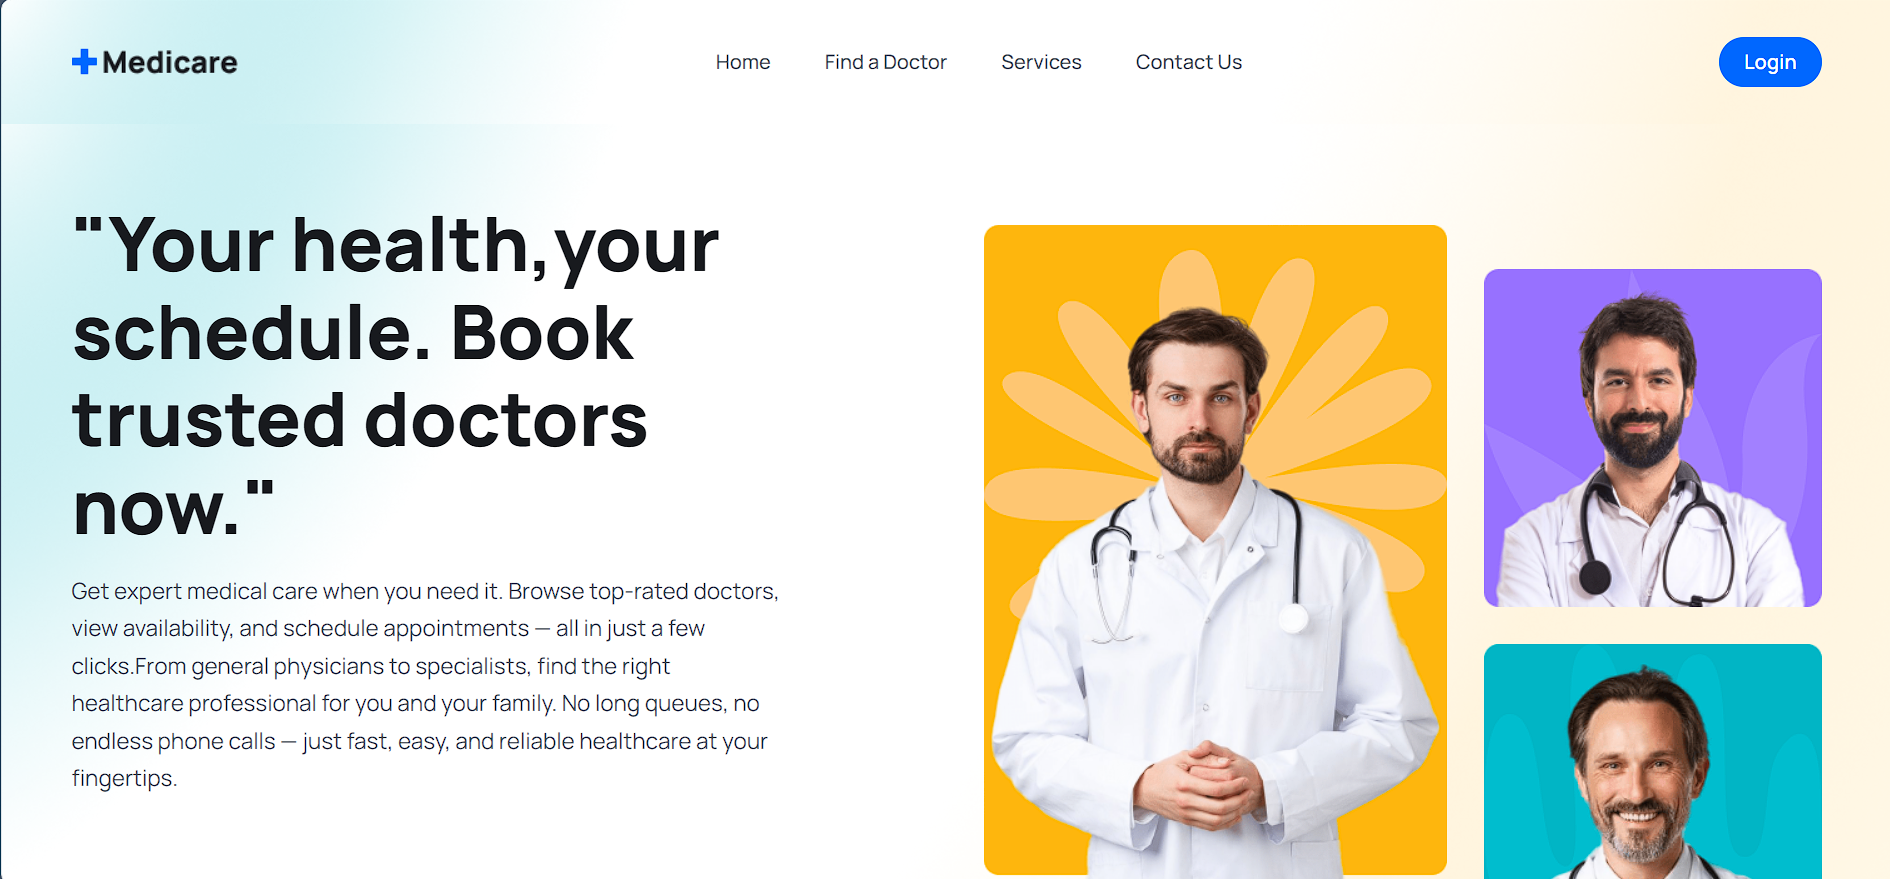 Medicare
Home
Find a Doctor
Services
Contact Us
Login
"Your health,your
schedule. Book
trusted doctors
now."
Get expert medical care when you need it. Browse top-rated doctors,
view availability, and schedule appointments — all in just a few
clicks.From general physicians to specialists, find the right
healthcare professional for you and your family. No long queues, no
endless phone calls — just fast, easy, and reliable healthcare at your
fingertips.